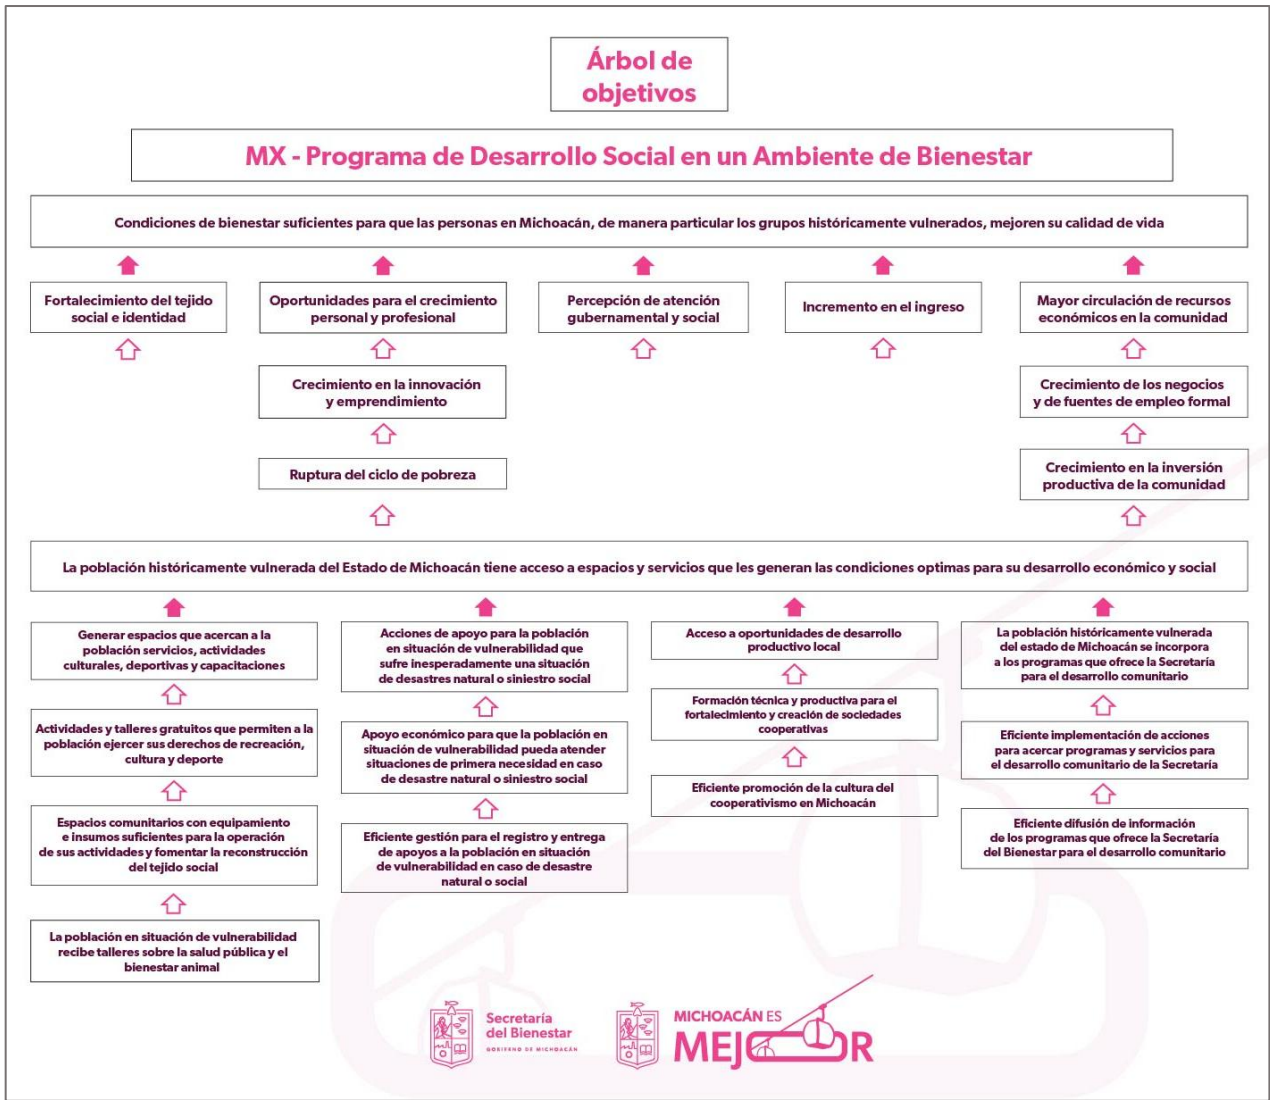 Árbol de
objetivos
MX - Programa de Desarrollo Social en un Ambiente de Bienestar
Condiciones de bienestar suficientes para que las personas en Michoacán, de manera particular los grupos históricamente vulnerados, mejoren su calidad de vida
Fortalecimiento del tejido
social e identidad
Oportunidades para el crecimiento
personal y profesional
Percepción de atención
gubernamental y social
Incremento en el ingreso
Mayor circulación de recursos
económicos en la comunidad
Crecimiento en la innovación
y emprendimiento
Crecimiento de los negocios
y de fuentes de empleo formal
Ruptura del ciclo de pobreza
Crecimiento en la inversión
productiva de la comunidad
La población históricamente vulnerada del Estado de Michoacán tiene acceso a espacios y servicios que les generan las condiciones optimas para su desarrollo económico y social
Generar espacios que acercan a la
población servicios, actividades
culturales, deportivas y capacitaciones
Actividades y talleres gratuitos que permiten a la
población ejercer sus derechos de recreación,
cultura y deporte
Espacios comunitarios con equipamiento
e insumos suficientes para la operación
de sus actividades y fomentar la reconstrucción
del tejido social
La población en situación de vulnerabilidad
recibe talleres sobre la salud pública y el
bienestar animal
Acciones de apoyo para la población
en situación de vulnerabilidad que
sufre inesperadamente una situación
de desastres natural o siniestro social
Apoyo económico para que la población en
situación de vulnerabilidad pueda atender
situaciones de primera necesidad en caso
de desastre natural o siniestro social
Eficiente gestión para el registro y entrega
de apoyos a la población en situación
de vulnerabilidad en caso de desastre
natural o social
Acceso a oportunidades de desarrollo
productivo local
Formación técnica y productiva para el
fortalecimiento y creación de sociedades
cooperativas
Eficiente promoción de la cultura del
cooperativismo en Michoacán
La población históricamente vulnerada
del estado de Michoacán se incorpora
a los programas que ofrece la Secretaría
para el desarrollo comunitario
Eficiente implementación de acciones
para acercar programas y servicios para
el desarrollo comunitario de la Secretaría
Eficiente difusión de información
de los programas que ofrece la Secretaría
del Bienestar para el desarrollo comunitario
Secretaría
del Bienestar
GOBIERNO DE MICHOACÁN
MICHOACÁN ES
MEJOR